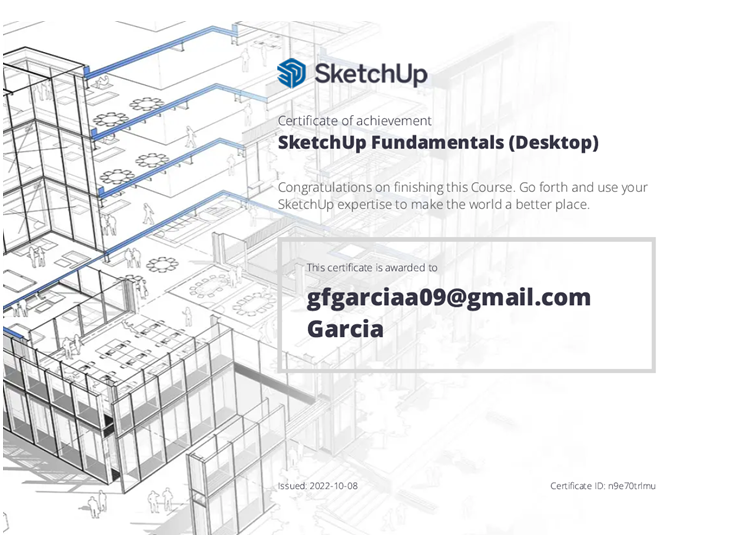 SketchUp
Certificate of achievement
SketchUp Fundamentals (Desktop)
Congratulations on finishing this Course. Go forth and use your
SketchUp expertise to make the world a better place.
This certificate is awarded to
gfgarciaa09@gmail.com
Garcia
Issued: 2022-10-08
Certificate ID: n9e70trlmu